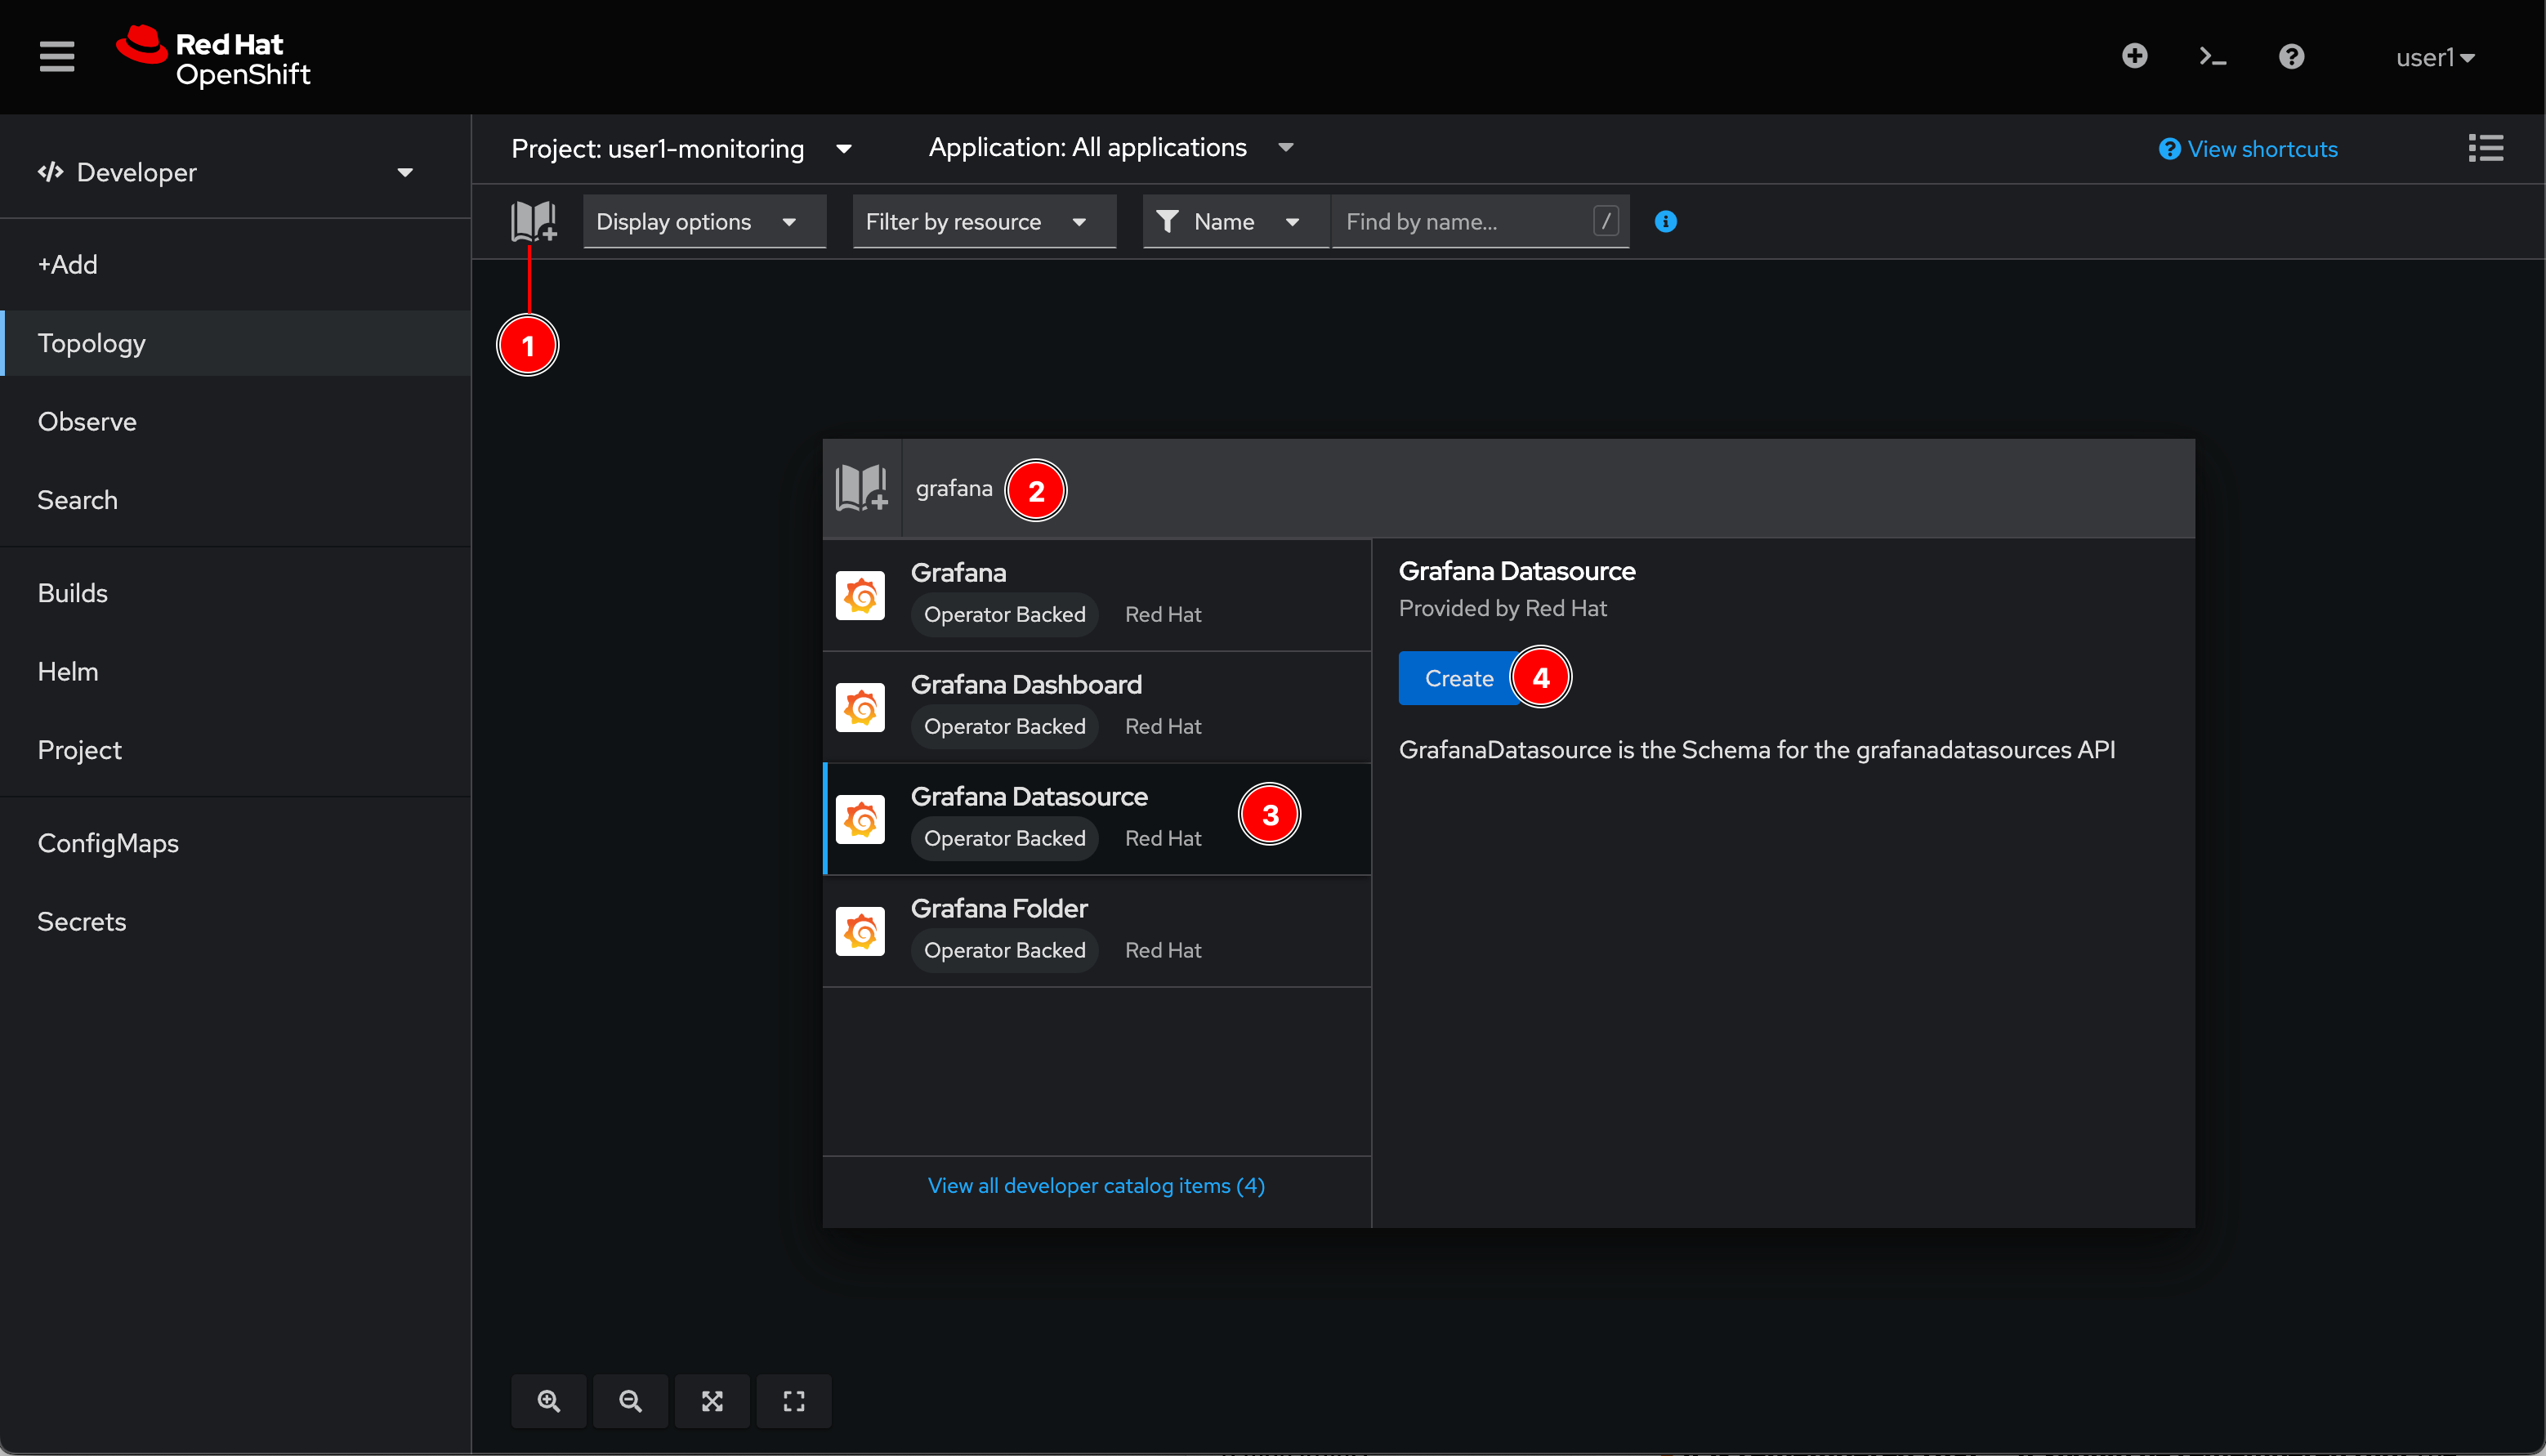 Red Hat
OpenShift
user1
Developer
+Add
Topology
Observe
Search
Builds
Helm
Project
ConfigMaps
Secrets
Project: user1-monitoring
Application: All applications
View shortcuts
Display options
Filter by resource
Name
Find by name...
/
1
grafana
2
Grafana
Operator Backed Red Hat
Grafana Dashboard
Operator Backed Red Hat
Grafana Datasource
Operator Backed Red Hat
3
Grafana Folder
Operator Backed Red Hat
View all developer catalog items (4)
Grafana Datasource
Provided by Red Hat
Create
4
GrafanaDatasource is the Schema for the grafanadatasources API